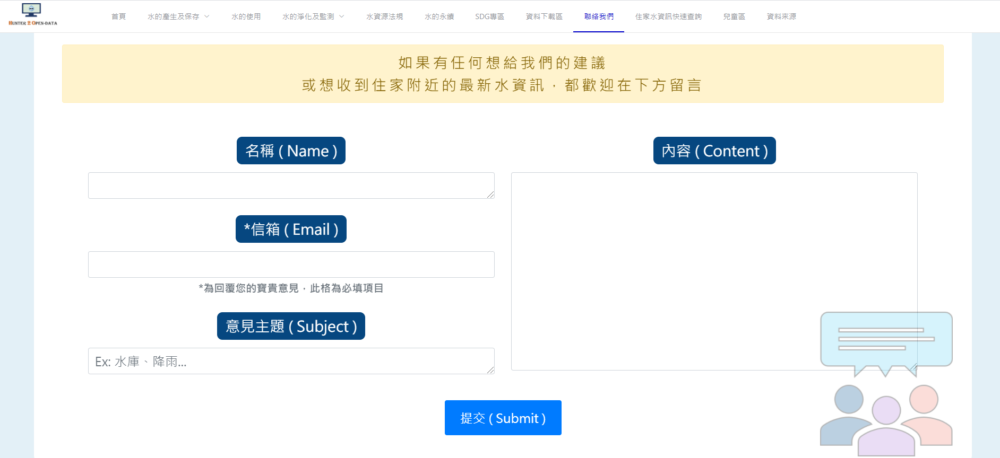 HUNTER 2 OPEN-DATA
首頁
水的產生及保存
水的使用
水的淨化及監測
水資源法規
水的永續
SDG專區
資料下載區
聯絡我們
住家水資訊快速查詢
兒童區
資料來源
如果有任何想給我們的建議
或想收到住家附近的最新水資訊，都歡迎在下方留言
名稱 ( Name )
*信箱 ( Email )
*為回覆您的寶貴意見，此格為必填項目
意見主題 ( Subject )
Ex: 水庫、降雨...
內容 ( Content )
提交 ( Submit )